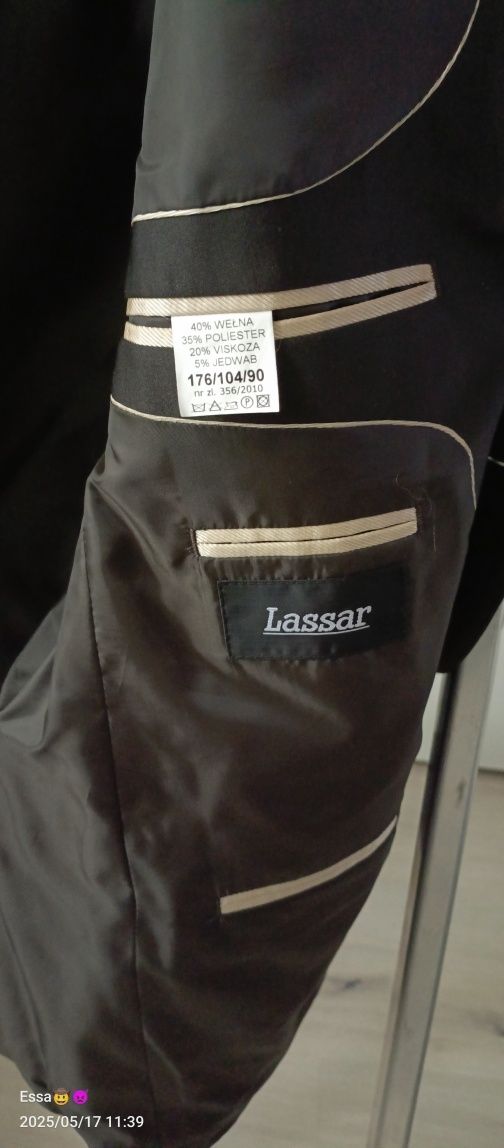 40% WEŁNA
35% POLIESTER
20% VISKOZA
5% JEDWAB
176/104/90
nr zl. 356/2010
Lassar
Essa🤠😈
2025/05/17 11:39